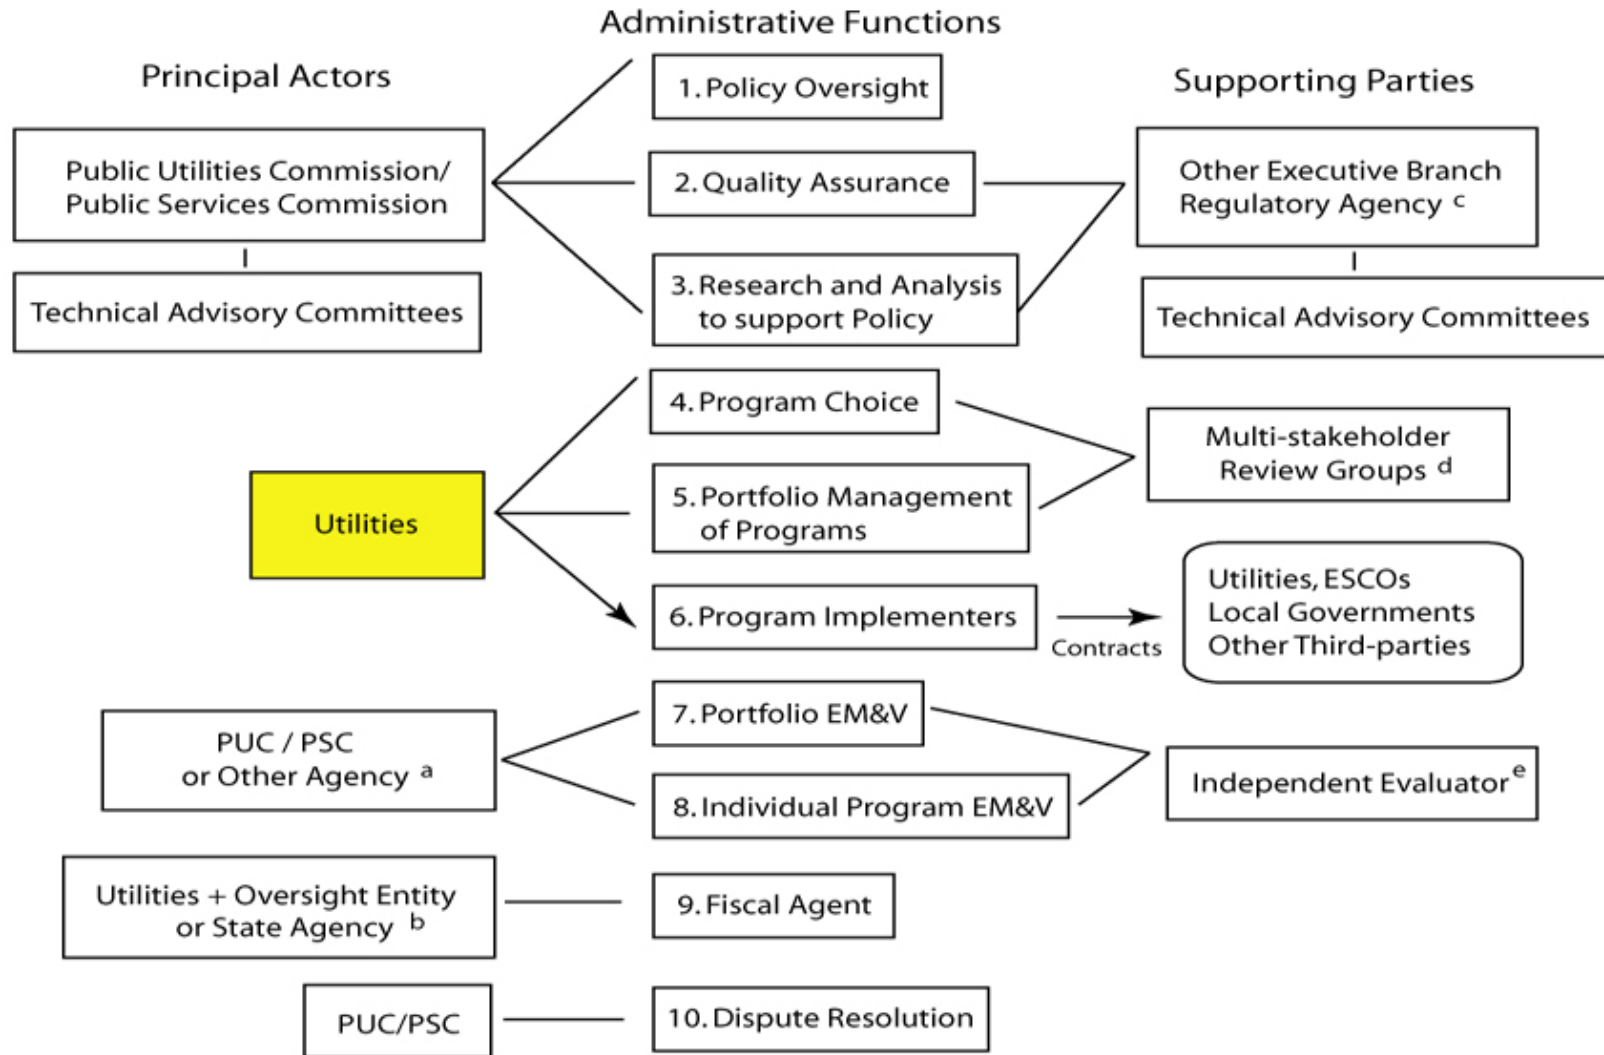 Administrative Functions
Principal Actors
Supporting Parties
1. Policy Oversight
Public Utilities Commission/
Public Services Commission
2. Quality Assurance
Other Executive Branch
Regulatory Agency c
Technical Advisory Committees
3. Research and Analysis
to support Policy
Technical Advisory Committees
4. Program Choice
Multi-stakeholder
Review Groups d
Utilities
5. Portfolio Management
of Programs
6. Program Implementers
Contracts
Utilities, ESCOs
Local Governments
Other Third-parties
7. Portfolio EM&V
PUC / PSC
or Other Agency a
8. Individual Program EM&V
Independent Evaluator e
Utilities + Oversight Entity
or State Agency b
9. Fiscal Agent
PUC/PSC
10. Dispute Resolution